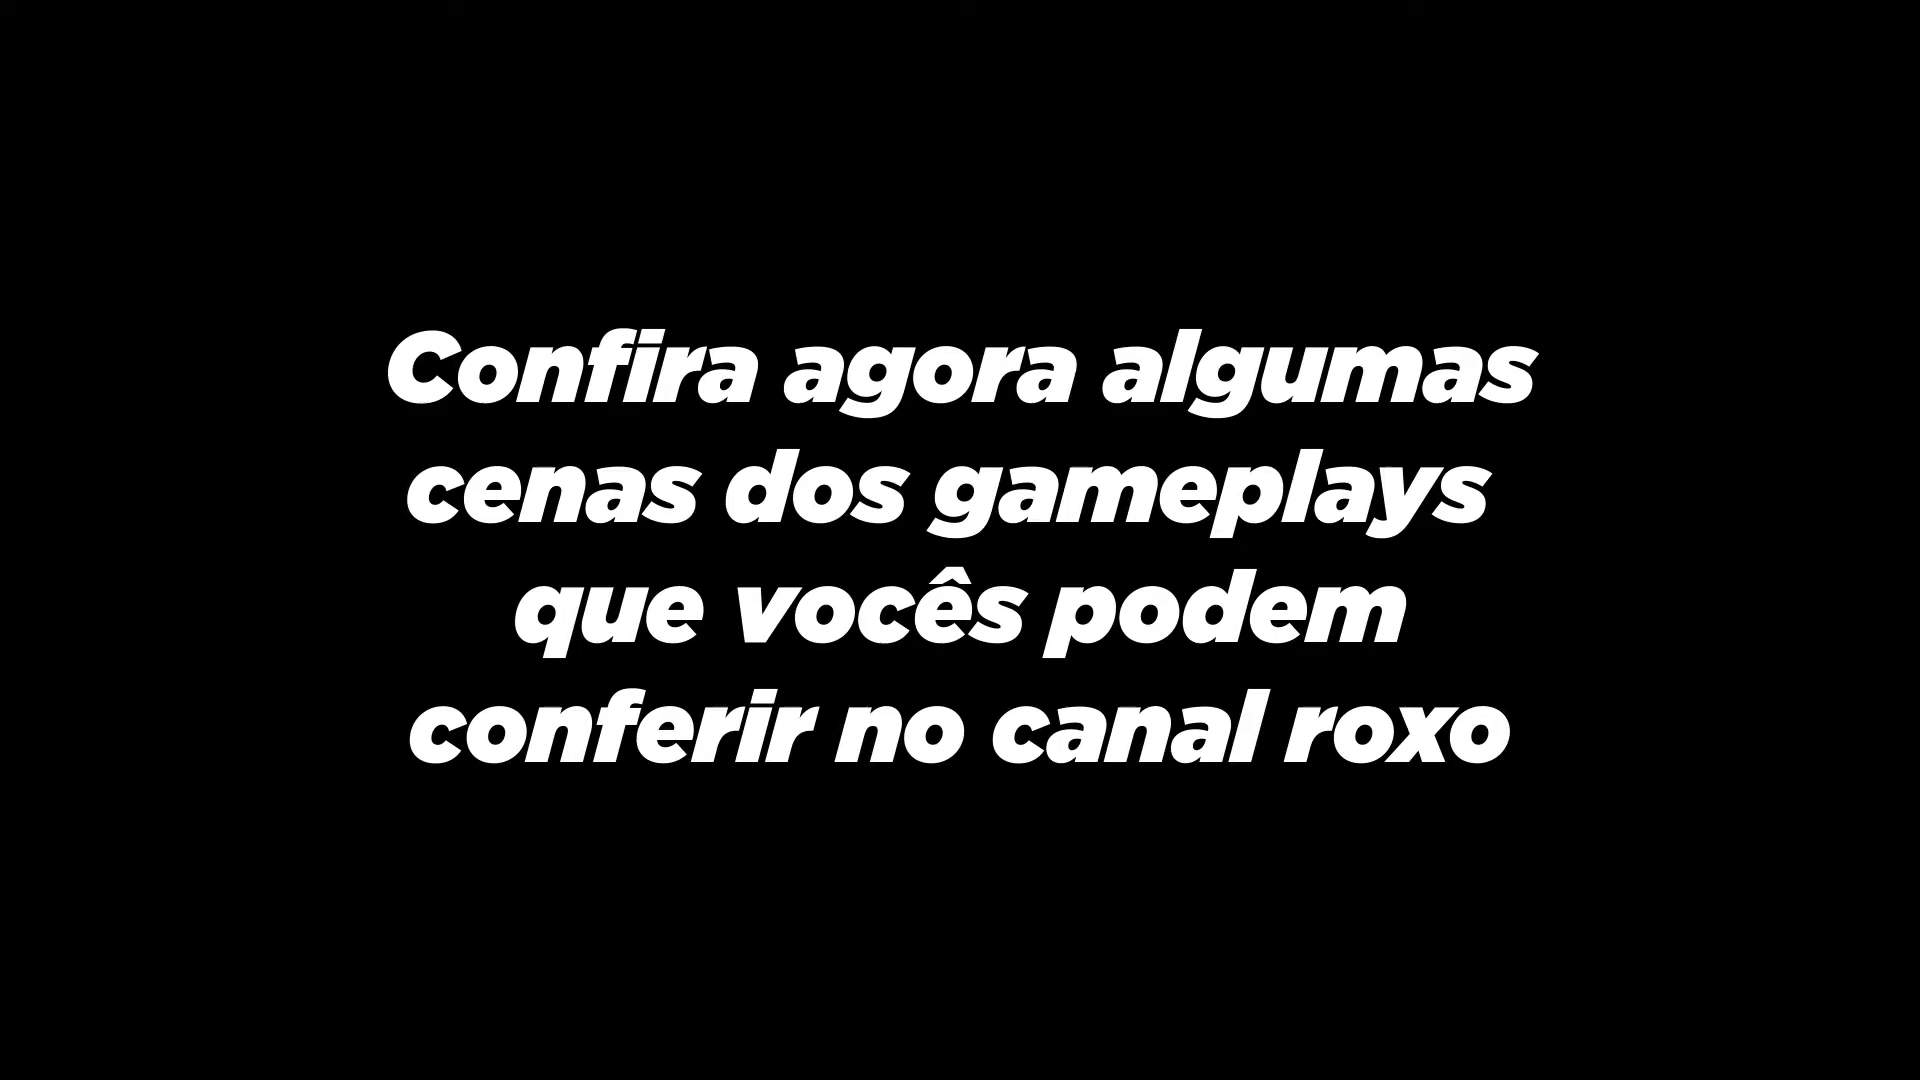 Confira agora algumas
cenas dos gameplays
que vocês podem
conferir no canal roxo